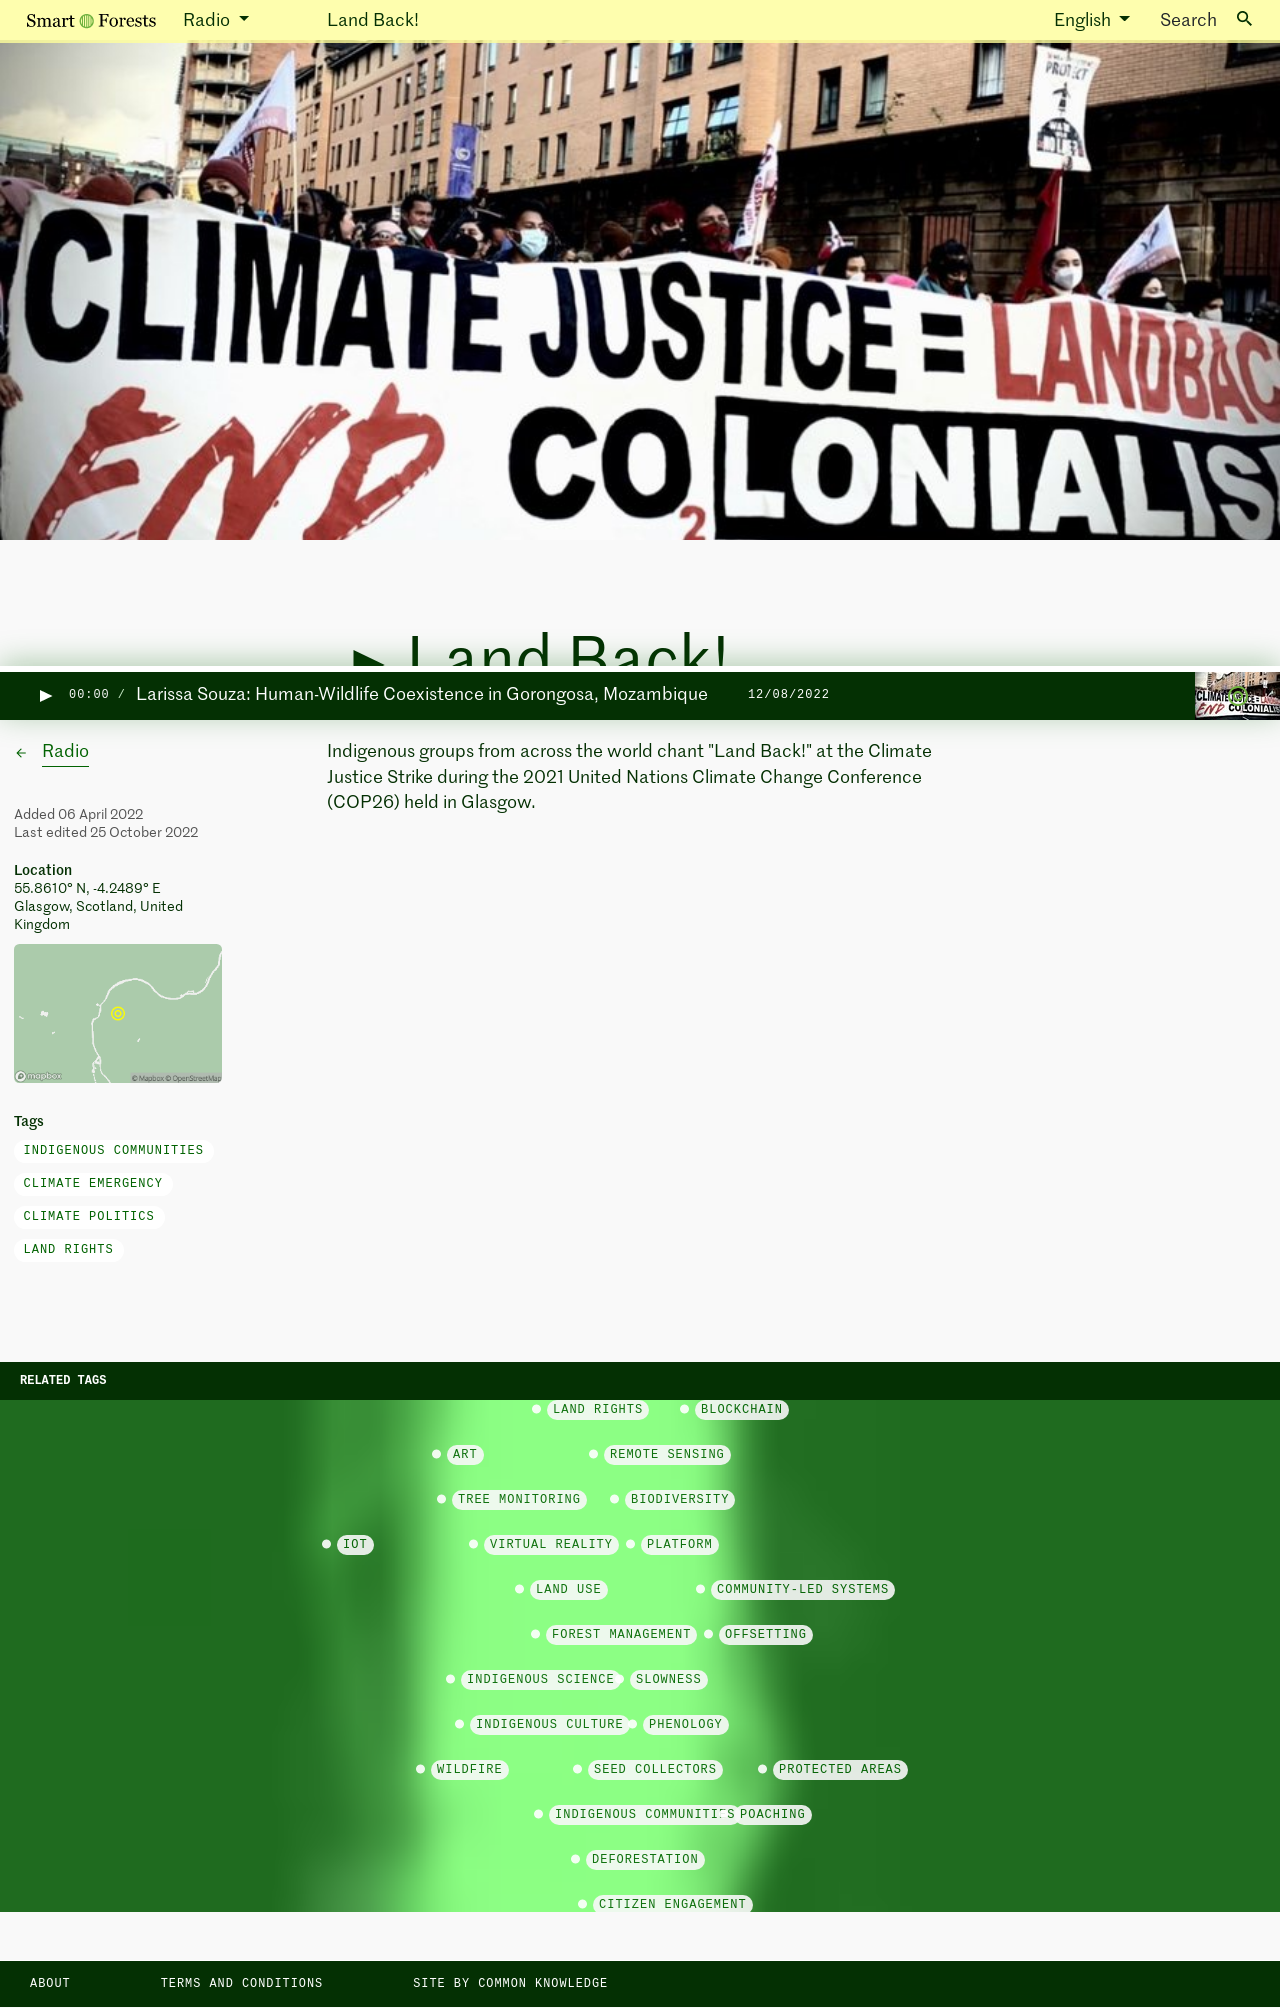 Smart Forests Radio Land Back! English Search
PROTECT
CLIMATE JUSTICE = LANDBAC
END CO2LONIALIS
▶ Land Back!
▶ 00:00 / Larissa Souza: Human-Wildlife Coexistence in Gorongosa, Mozambique 12/08/2022
← Radio
Indigenous groups from across the world chant "Land Back!" at the Climate
Justice Strike during the 2021 United Nations Climate Change Conference
(COP26) held in Glasgow.
Added 06 April 2022
Last edited 25 October 2022
Location
55.8610° N, -4.2489° E
Glasgow, Scotland, United
Kingdom
mapbox © Mapbox © OpenStreetMap
Tags
INDIGENOUS COMMUNITIES
CLIMATE EMERGENCY
CLIMATE POLITICS
LAND RIGHTS
RELATED TAGS
LAND RIGHTS BLOCKCHAIN
ART REMOTE SENSING
TREE MONITORING BIODIVERSITY
IOT VIRTUAL REALITY PLATFORM
LAND USE COMMUNITY-LED SYSTEMS
FOREST MANAGEMENT OFFSETTING
INDIGENOUS SCIENCE SLOWNESS
INDIGENOUS CULTURE PHENOLOGY
WILDFIRE SEED COLLECTORS PROTECTED AREAS
INDIGENOUS COMMUNITIES POACHING
DEFORESTATION
CITIZEN ENGAGEMENT
ABOUT TERMS AND CONDITIONS SITE BY COMMON KNOWLEDGE